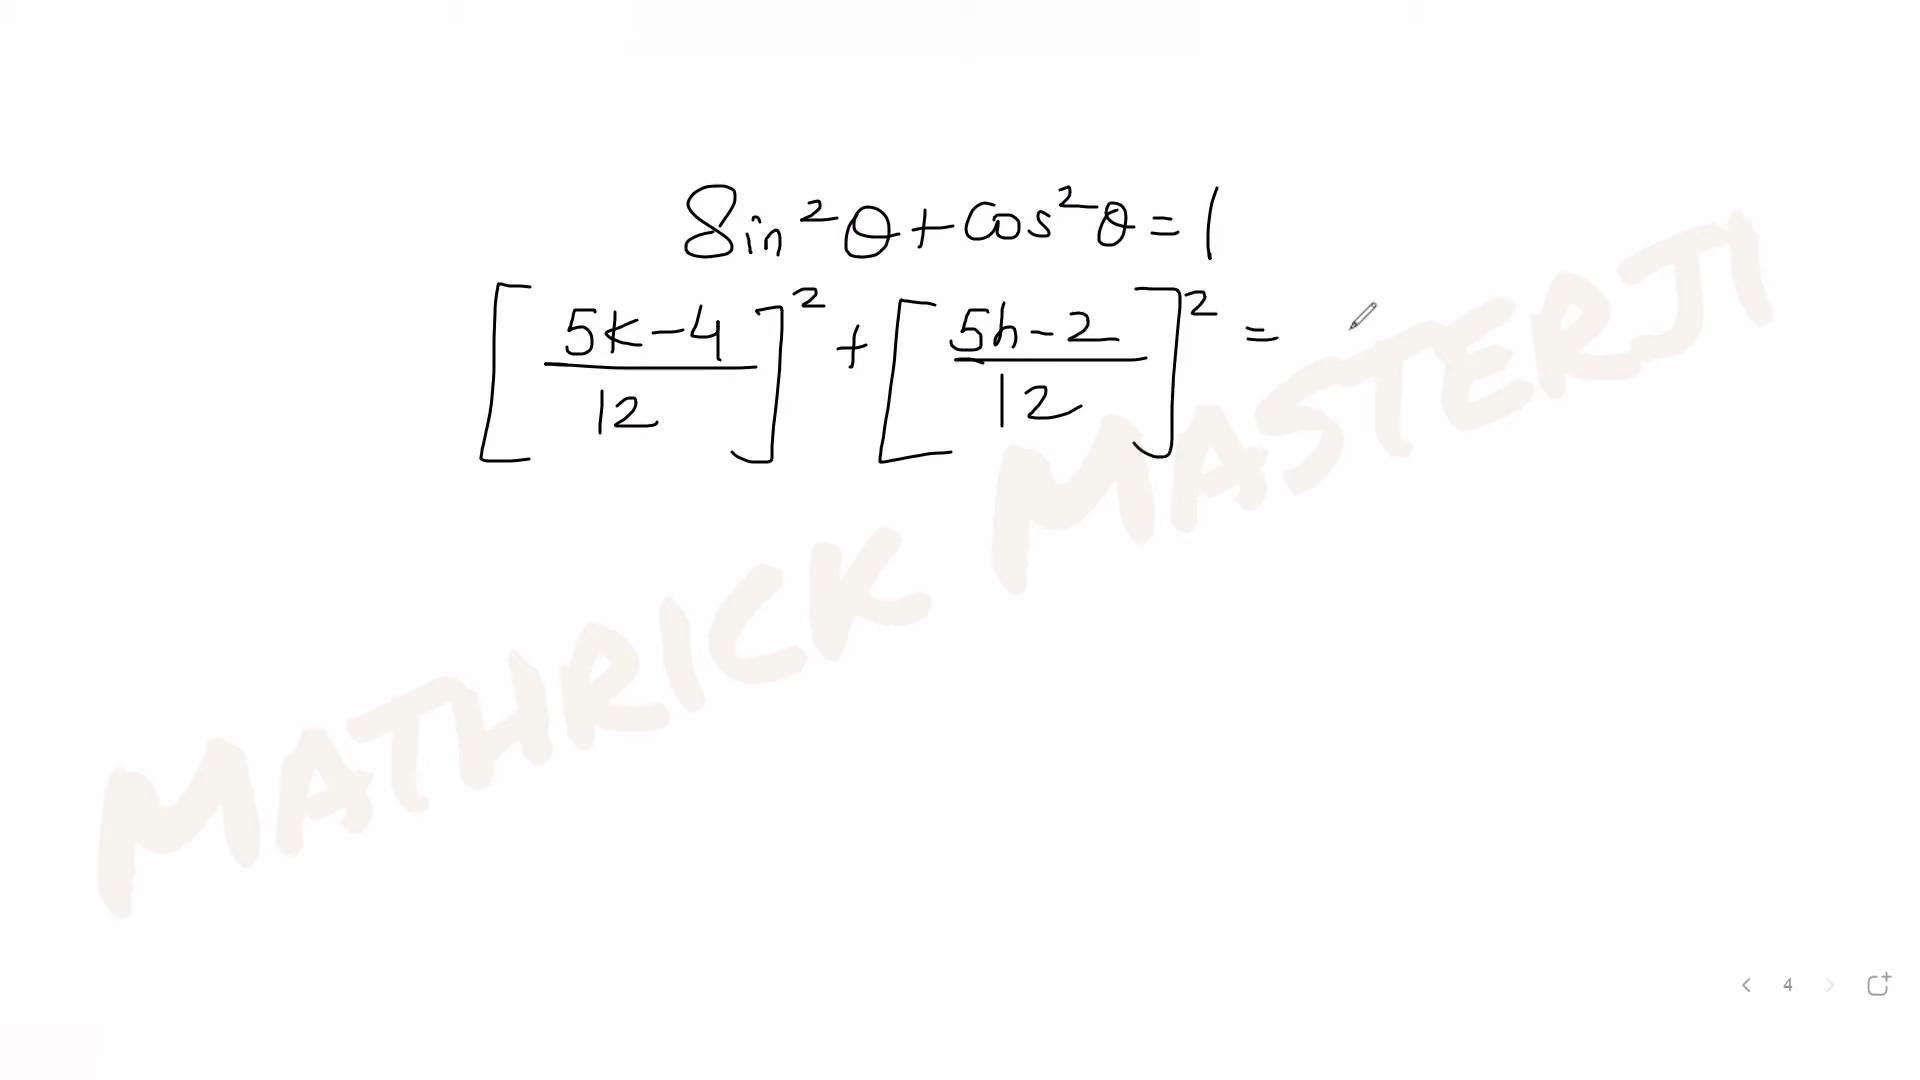 Sin²θ+cos²θ=1
[(5k-4)/12]² + [(5h-2)/12]² =
MATHRICK MASTERJI
4